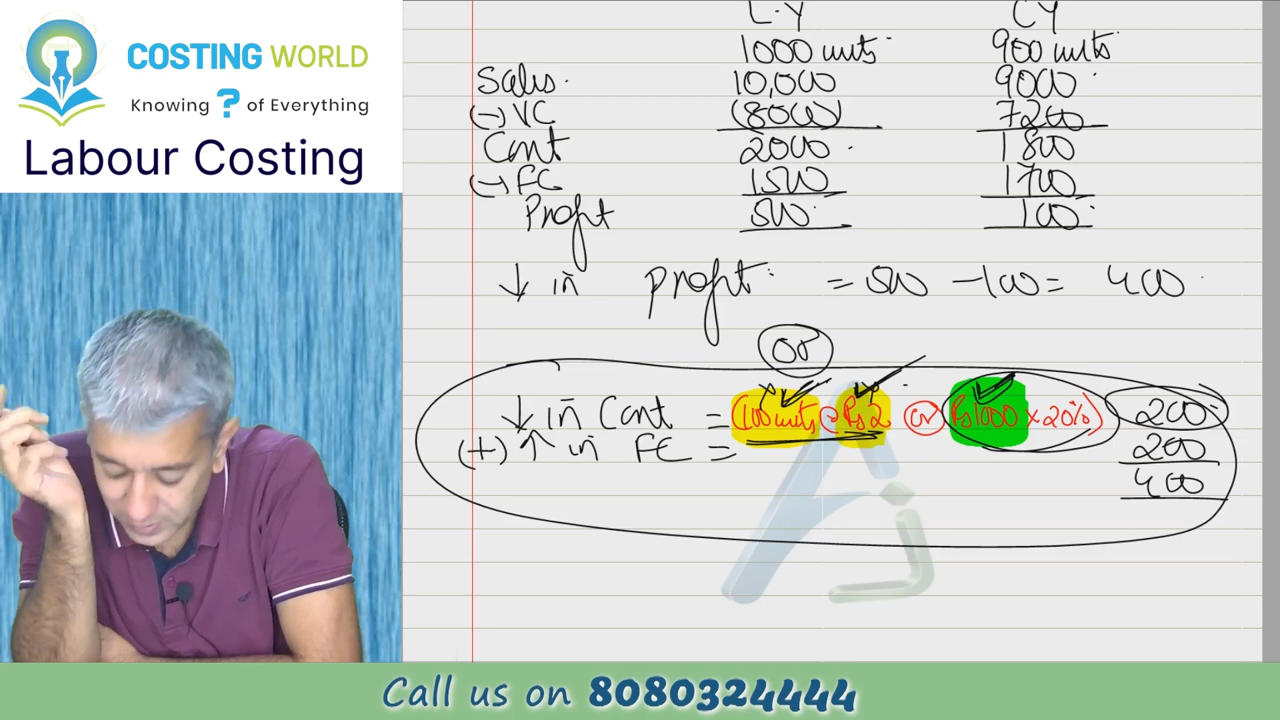 COSTING WORLD
Knowing ? of Everything
Labour Costing
L.Y CY
1000 units 900 units
Sales. 10,000 9000
(-) VC (8000) 7200
Cont 2000 1800
(-) FC 1500 1700
Profit 500 100
↓ in profit = 500 - 100 = 400
or
↓ in Cont = (100 units @ Rs 2 or Rs 1000 × 20%) 200
(+) ↑ in FC = 200
400
Call us on 8080324444